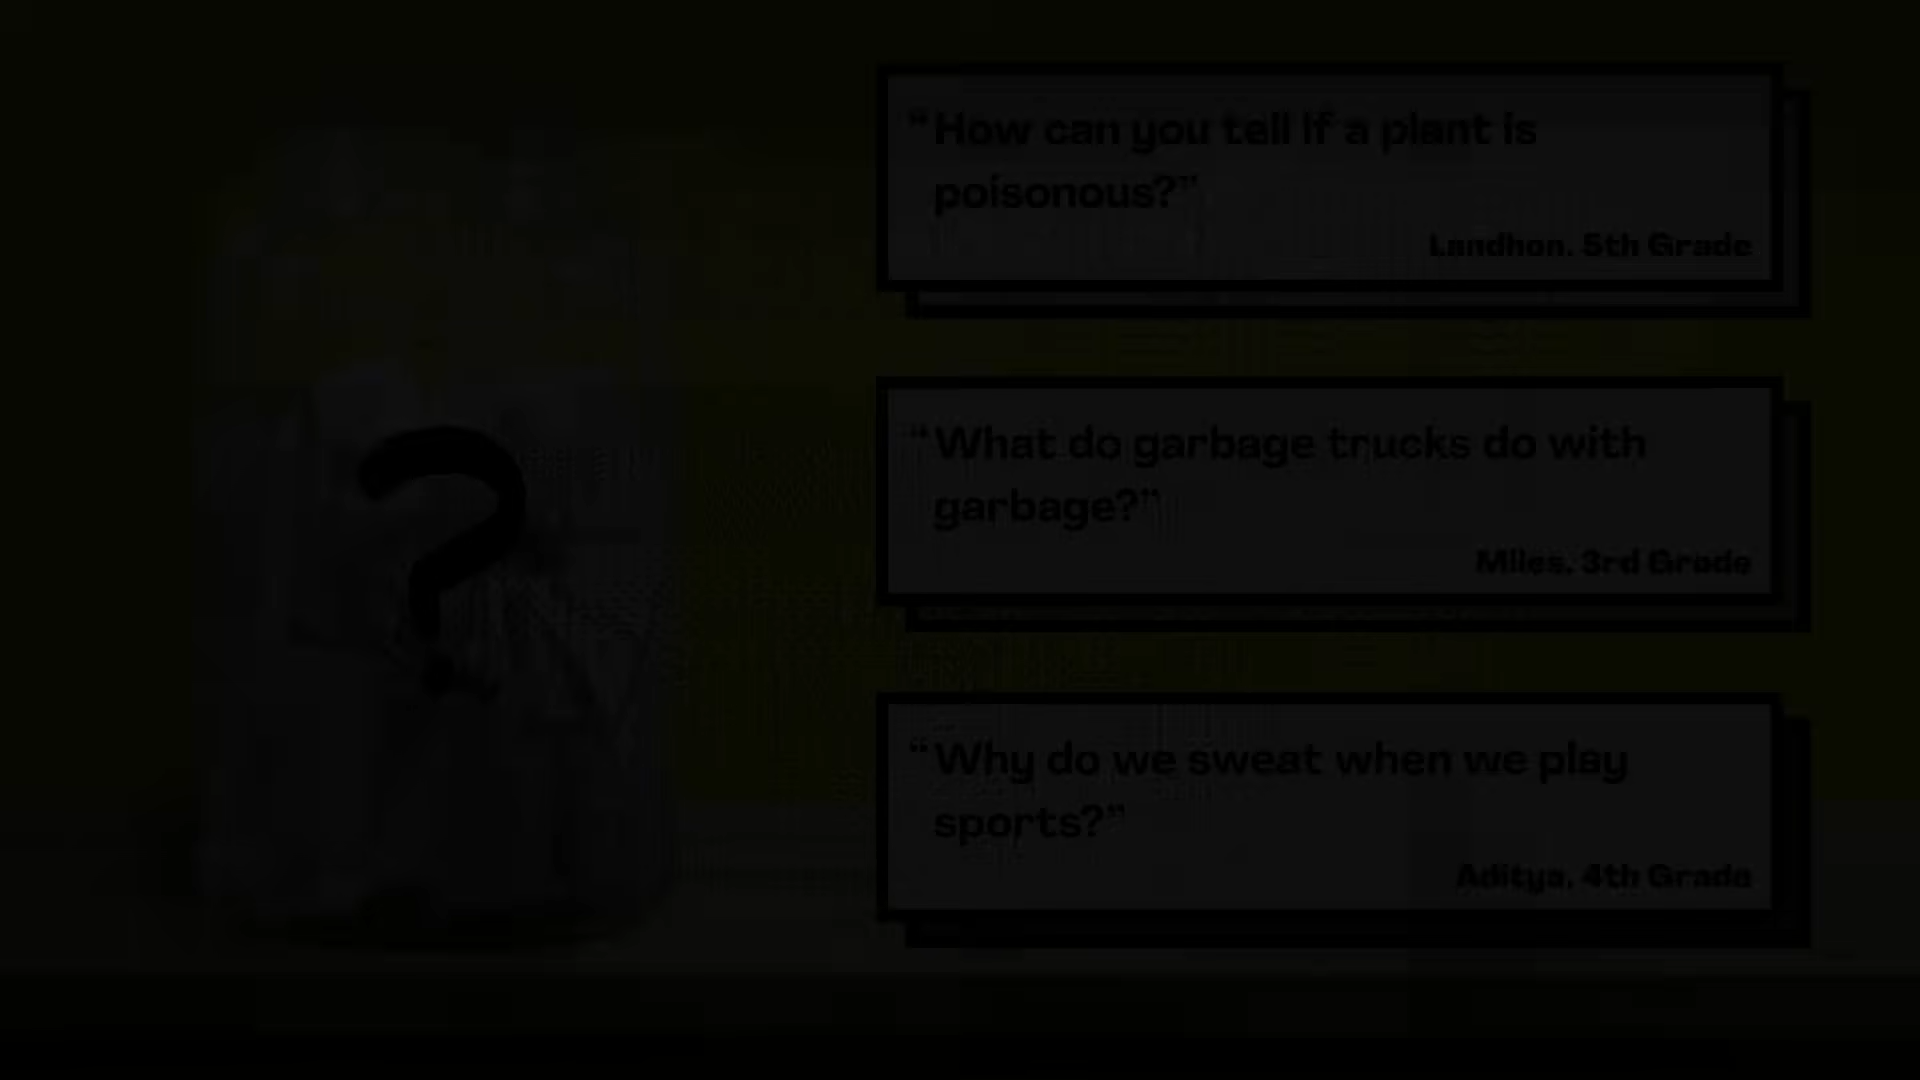 ?
“How can you tell if a plant is
poisonous?”
Landhon. 5th Grade
“What do garbage trucks do with
garbage?”
Miles. 3rd Grade
“Why do we sweat when we play
sports?”
Aditya. 4th Grade